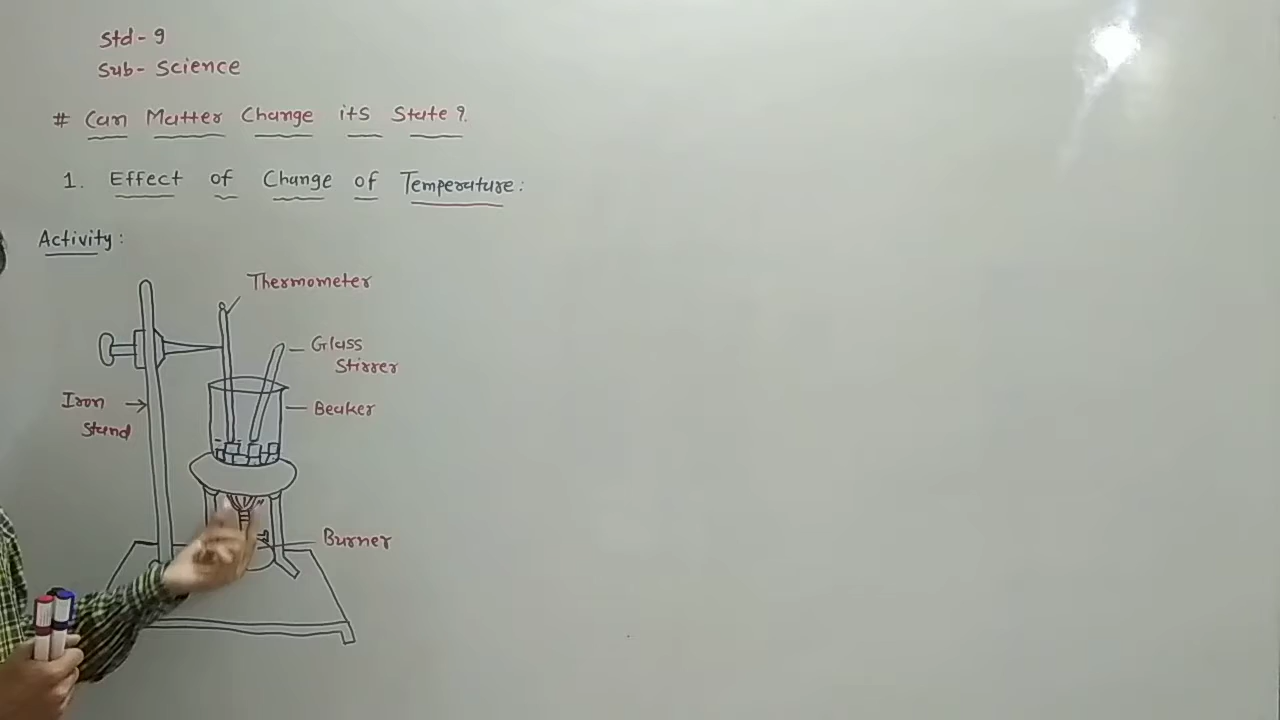 Std- 9
Sub- Science
# Can Matter Change its State ?.
1. Effect of Change of Temperature:
Activity:
Thermometer
Glass
Stirrer
Beaker
Iron
Stand
Burner